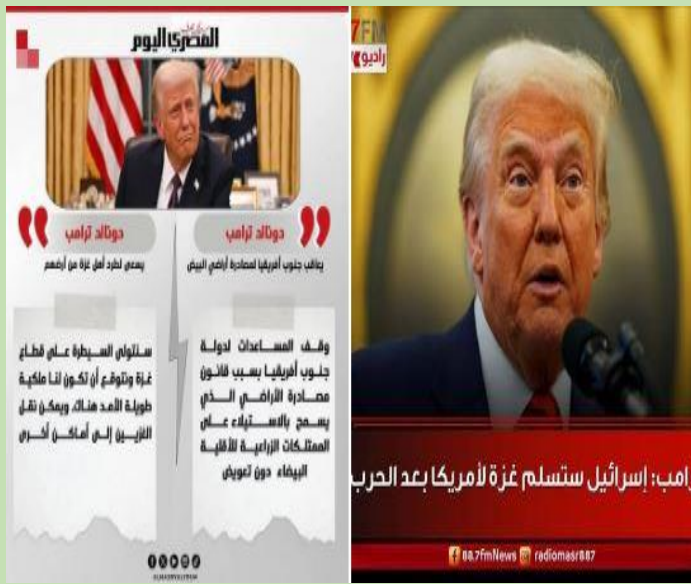 المصري اليوم
دونالد ترامب
يعاقب جنوب أفريقيا لمصادرة أراضي البيض
وقف المساعدات لدولة
جنوب أفريقيا بسبب قانون
مصادرة الأراضي الذي
يسمح بالاستيلاء على
الممتلكات الزراعية للأقلية
البيضاء دون تعويض
دونالد ترامب
يسعى لطرد أهل غزة من أرضهم
سنتولى السيطرة على قطاع
غزة ونتوقع أن تكون لنا ملكية
طويلة الأمد هناك، ويمكن نقل
الغزيين إلى أماكن أخرى
ALMASRYALYOUM
7FM
راديو
رامب: إسرائيل ستسلم غزة لأمريكا بعد الحرب
88.7fmNews radiomasr887